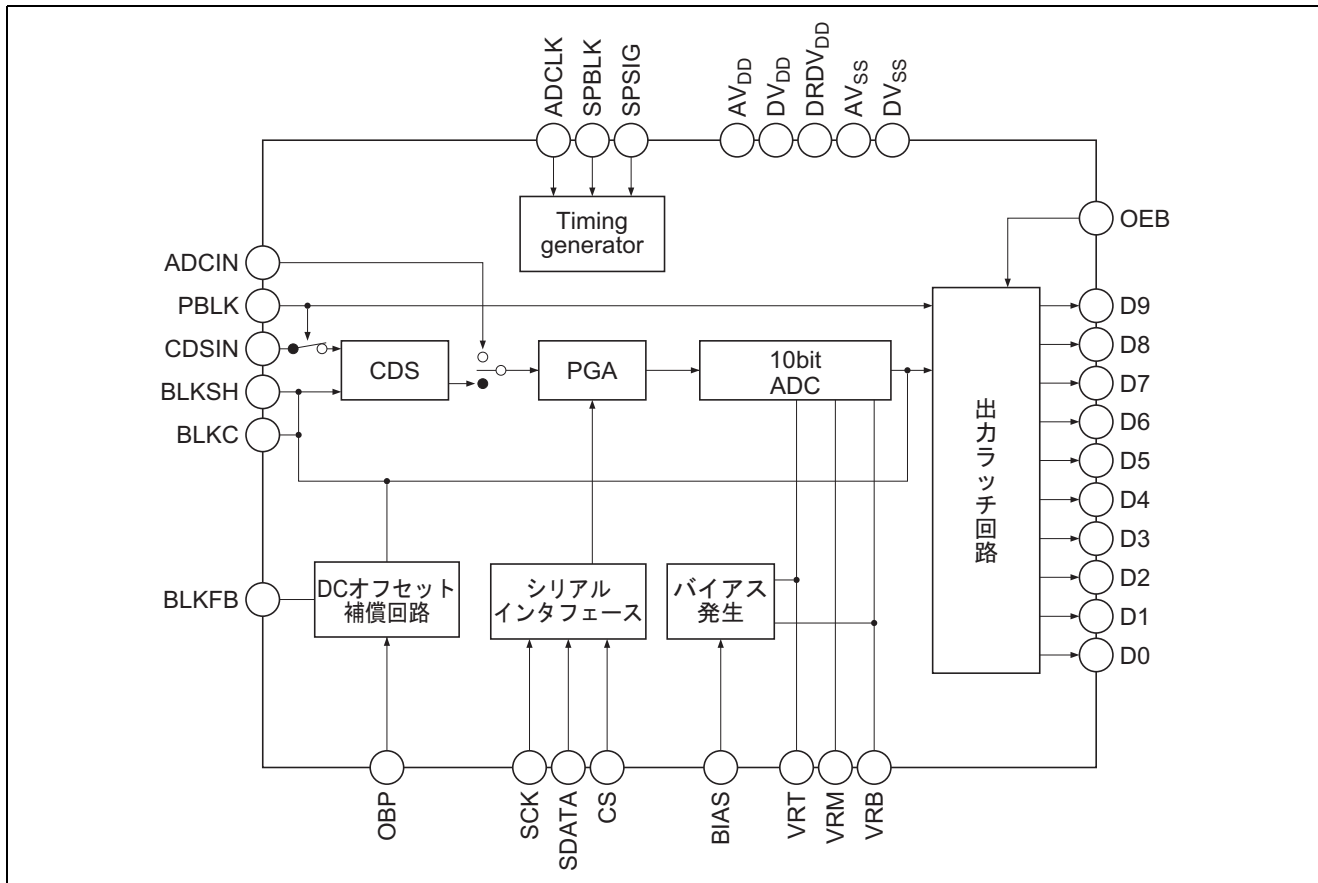 ADCLK
SPBLK
SPSIG
AVDD
DVDD
DRDVDD
AVSS
DVSS
Timing
generator
OEB
ADCIN
PBLK
CDSIN
BLKSH
BLKC
CDS
PGA
10bit
ADC
出力ラッチ回路
D9
D8
D7
D6
D5
D4
D3
D2
D1
D0
BLKFB
DCオフセット
補償回路
シリアル
インタフェース
バイアス
発生
OBP
SCK
SDATA
CS
BIAS
VRT
VRM
VRB